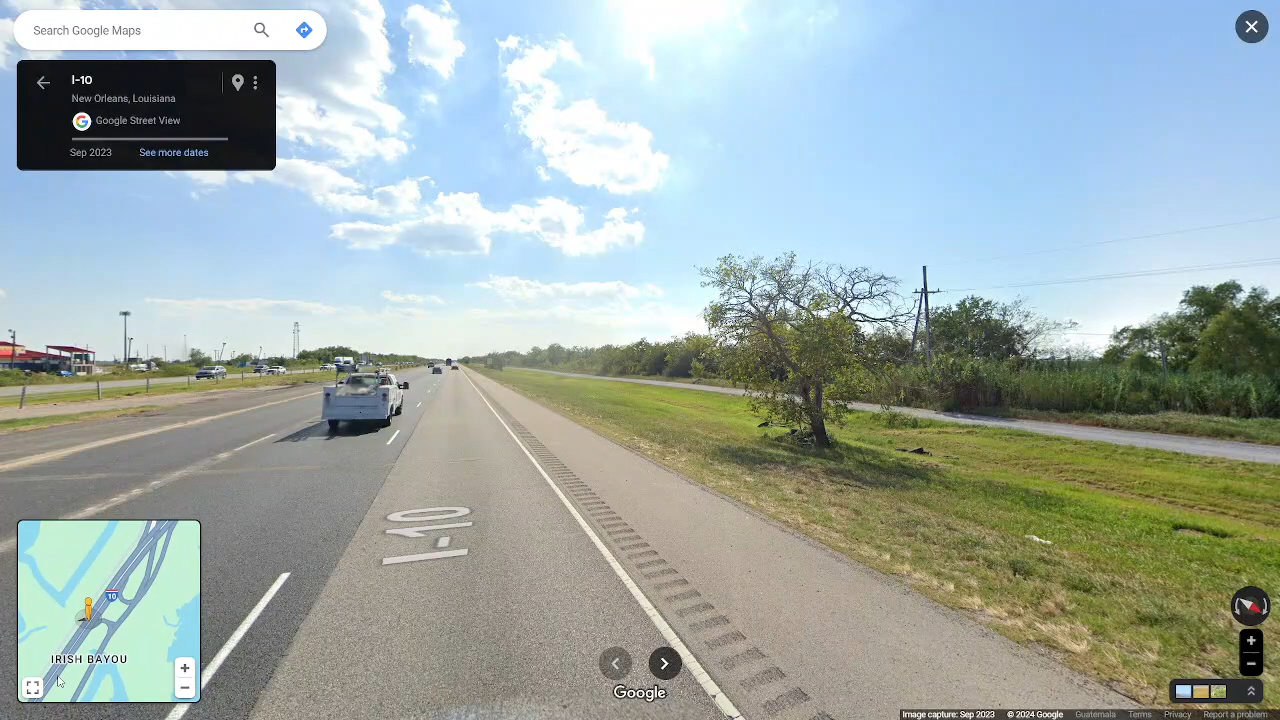 Search Google Maps
I-10
New Orleans, Louisiana
Google Street View
Sep 2023 See more dates
I-10
10
IRISH BAYOU
Google
Image capture: Sep 2023 © 2024 Google Guatemala Terms Privacy Report a problem